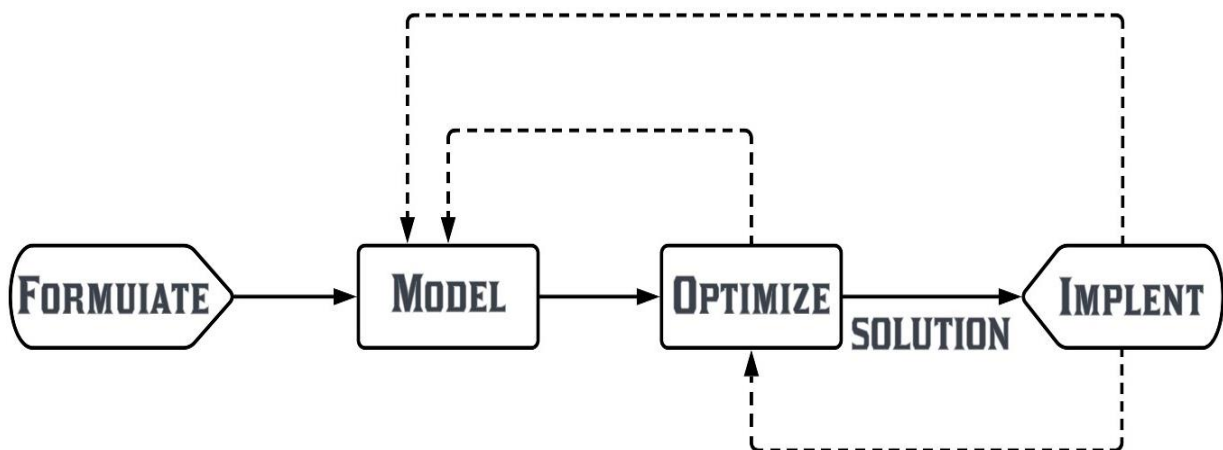 FORMUIATE
MODEL
OPTIMIZE
SOLUTION
IMPLENT